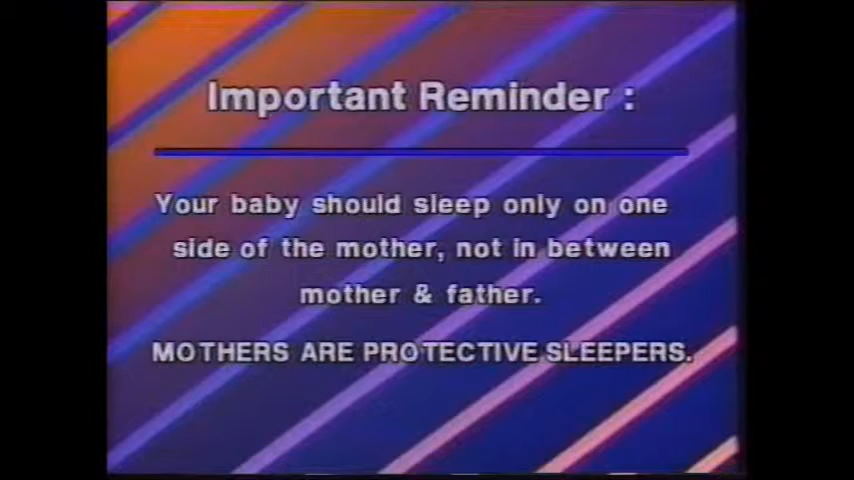 Important Reminder :
Your baby should sleep only on one
side of the mother, not in between
mother & father.
MOTHERS ARE PROTECTIVE SLEEPERS.